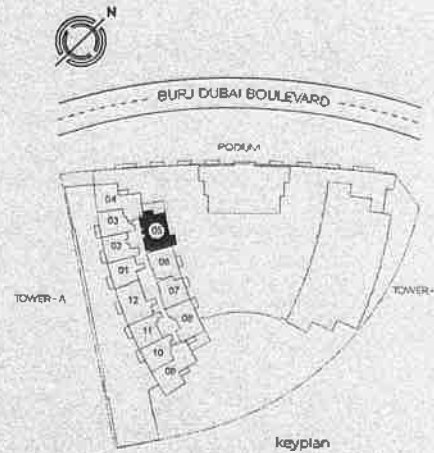 N
BURJ DUBAI BOULEVARD
PODIUM
04
03
05
02
06
01
07
TOWER - A
TOWER -
12
08
11
10
09
keyplan